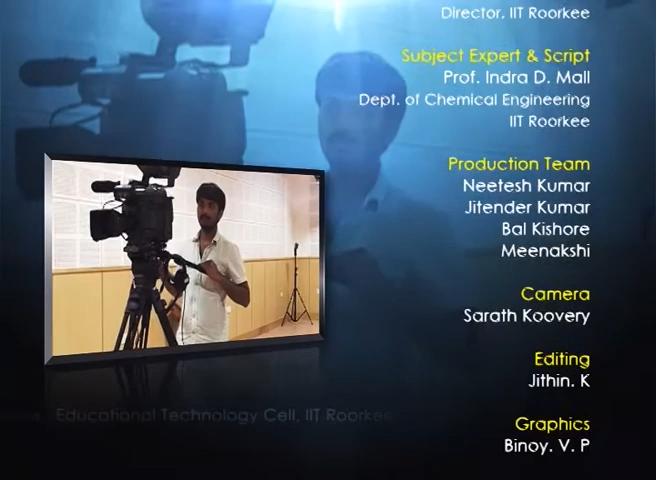 Director, IIT Roorkee
Subject Expert & Script
Prof. Indra D. Mall
Dept. of Chemical Engineering
IIT Roorkee
Production Team
Neetesh Kumar
Jitender Kumar
Bal Kishore
Meenakshi
Camera
Sarath Koovery
Editing
Jithin. K
Graphics
Binoy. V. P
Educational Technology Cell, IIT Roorkee